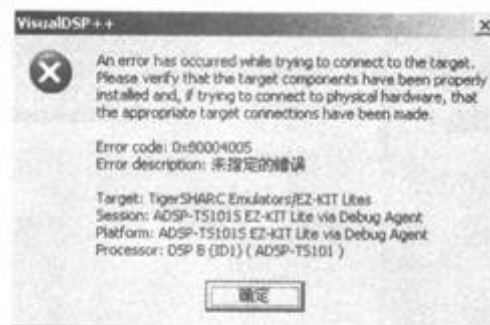 VisualDSP++
An error has occurred while trying to connect to the target.
Please verify that the target components have been properly
installed and, if trying to connect to physical hardware, that
the appropriate target connections have been made.
Error code: 0x80004005
Error description: 未指定的错误
Target: TigerSHARC Emulators/EZ-KIT Lites
Session: ADSP-TS101S EZ-KIT Lite via Debug Agent
Platform: ADSP-TS101S EZ-KIT Lite via Debug Agent
Processor: DSP B (ID1) ( ADSP-TS101 )
确定